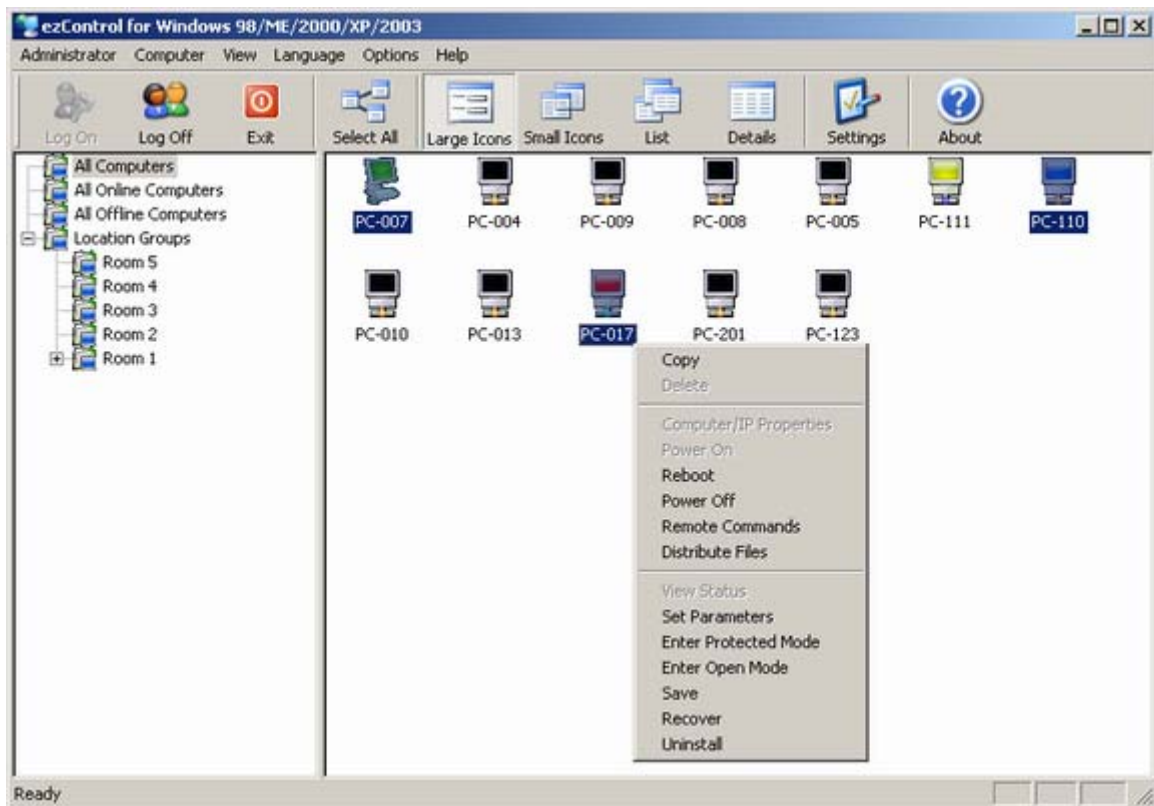 ezControl for Windows 98/ME/2000/XP/2003
Administrator Computer View Language Options Help
Log On Log Off Exit Select All Large Icons Small Icons List Details Settings About
All Computers
All Online Computers
All Offline Computers
Location Groups
Room 5
Room 4
Room 3
Room 2
Room 1
PC-007 PC-004 PC-009 PC-008 PC-005 PC-111 PC-110
PC-010 PC-013 PC-017 PC-201 PC-123
Copy
Delete
Computer/IP Properties
Power On
Reboot
Power Off
Remote Commands
Distribute Files
View Status
Set Parameters
Enter Protected Mode
Enter Open Mode
Save
Recover
Uninstall
Ready